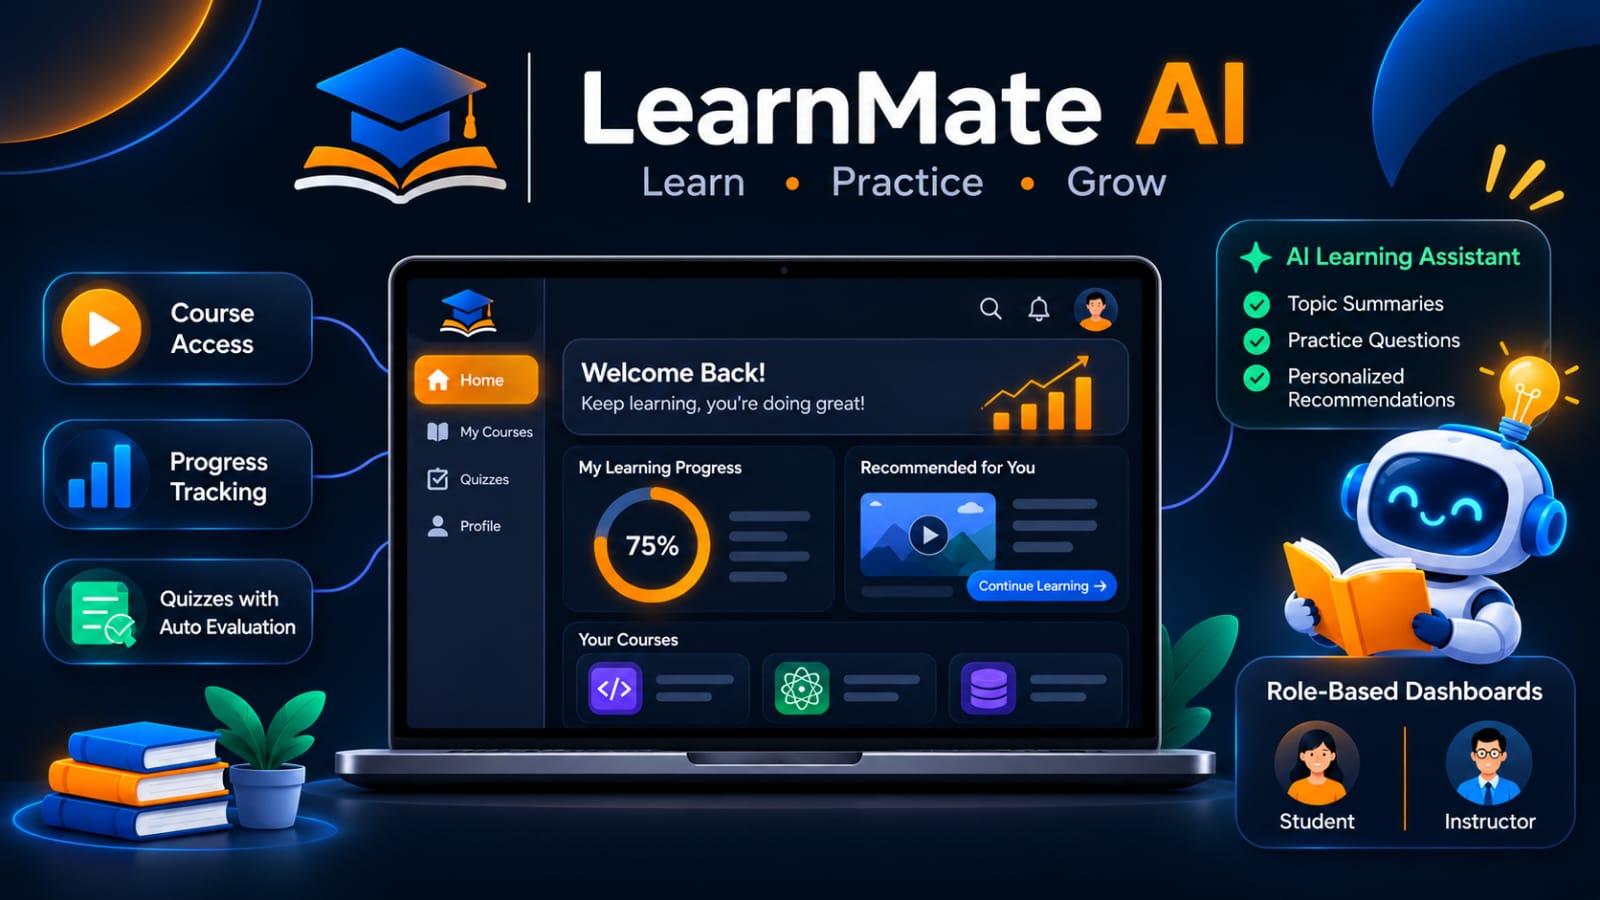 LearnMate AI
Learn • Practice • Grow
Course
Access
Progress
Tracking
Quizzes with
Auto Evaluation
Home
My Courses
Quizzes
Profile
Welcome Back!
Keep learning, you're doing great!
My Learning Progress
75%
Recommended for You
Continue Learning →
Your Courses
</>
AI Learning Assistant
Topic Summaries
Practice Questions
Personalized
Recommendations
Role-Based Dashboards
Student
Instructor